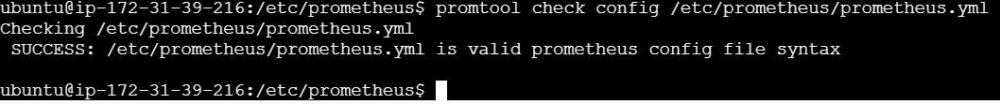 ubuntu@ip-172-31-39-216:/etc/prometheus$ promtool check config /etc/prometheus/prometheus.yml
Checking /etc/prometheus/prometheus.yml
 SUCCESS: /etc/prometheus/prometheus.yml is valid prometheus config file syntax
ubuntu@ip-172-31-39-216:/etc/prometheus$